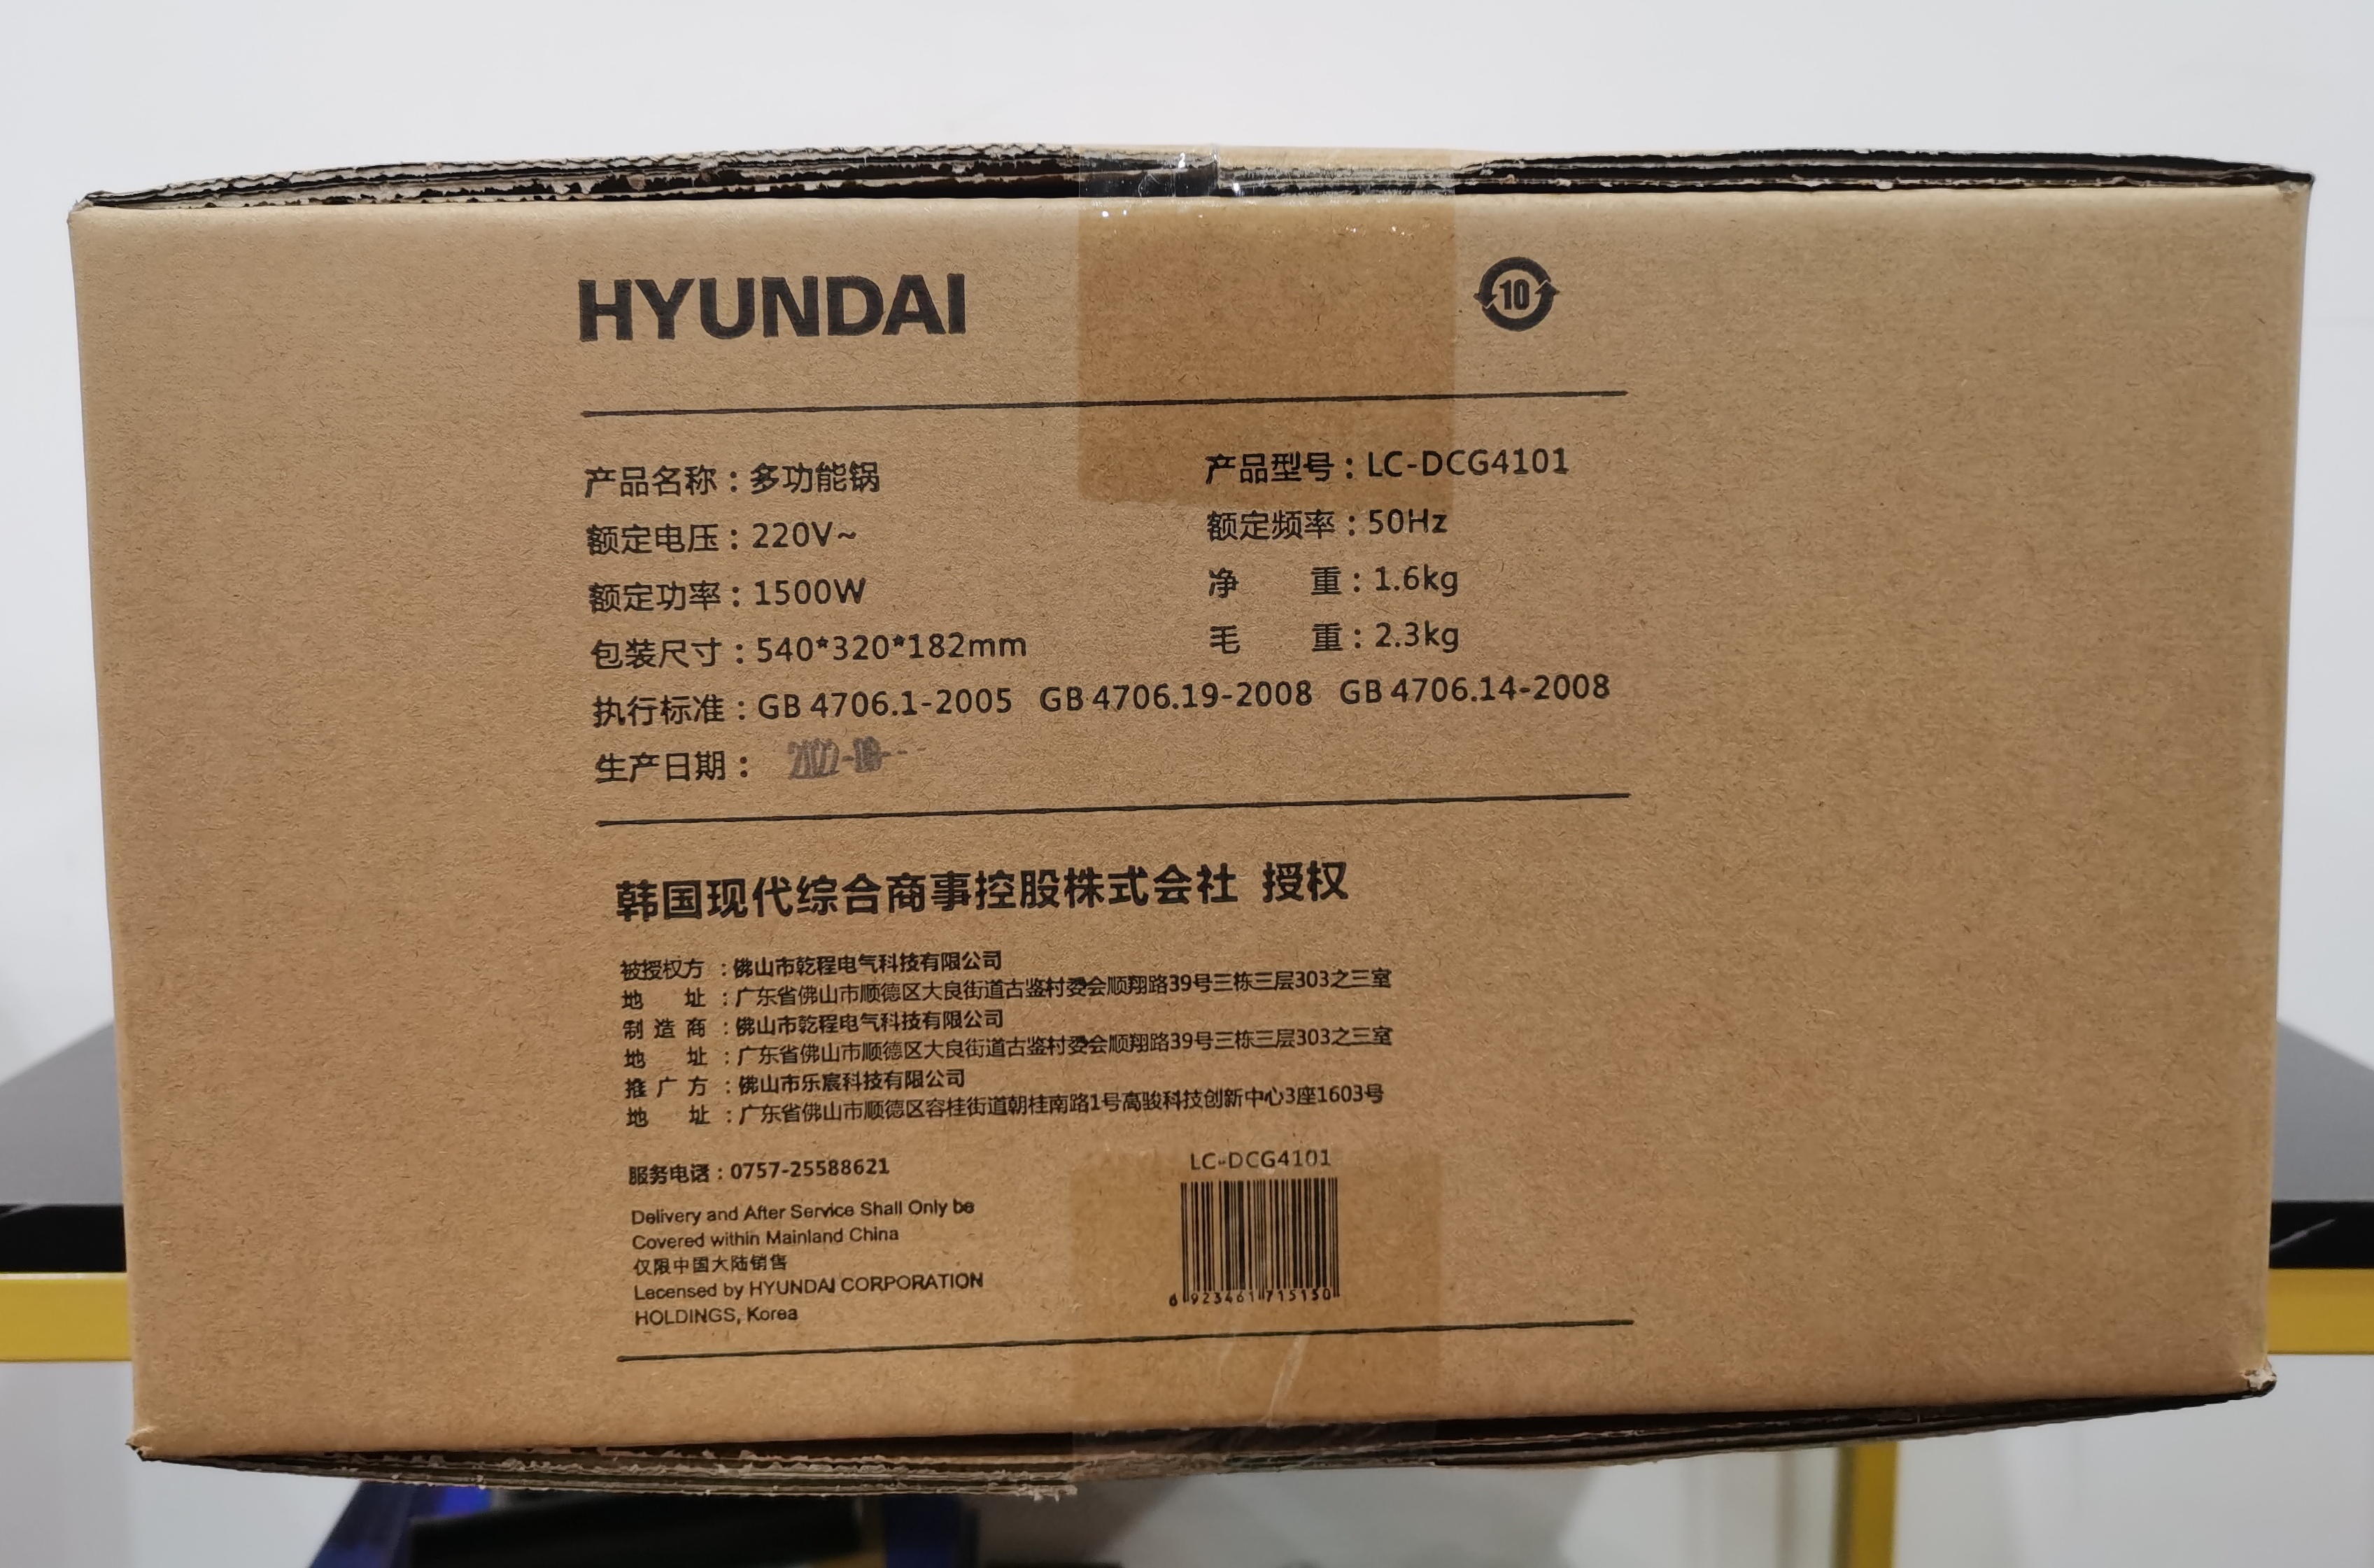 HYUNDAI
10
产品名称：多功能锅 产品型号：LC-DCG4101
额定电压：220V~ 额定频率：50Hz
额定功率：1500W 净 重：1.6kg
包装尺寸：540*320*182mm 毛 重：2.3kg
执行标准：GB 4706.1-2005 GB 4706.19-2008 GB 4706.14-2008
生产日期：
韩国现代综合商事控股株式会社 授权
被授权方：佛山市乾程电气科技有限公司
地 址：广东省佛山市顺德区大良街道古鉴村委会顺翔路39号三栋三层303之三室
制 造 商：佛山市乾程电气科技有限公司
地 址：广东省佛山市顺德区大良街道古鉴村委会顺翔路39号三栋三层303之三室
推 广 方：佛山市乐宸科技有限公司
地 址：广东省佛山市顺德区容桂街道朝桂南路1号高骏科技创新中心3座1603号
服务电话：0757-25588621
Delivery and After Service Shall Only be
Covered within Mainland China
仅限中国大陆销售
Lecensed by HYUNDAI CORPORATION
HOLDINGS, Korea
LC-DCG4101
6 923461 715150